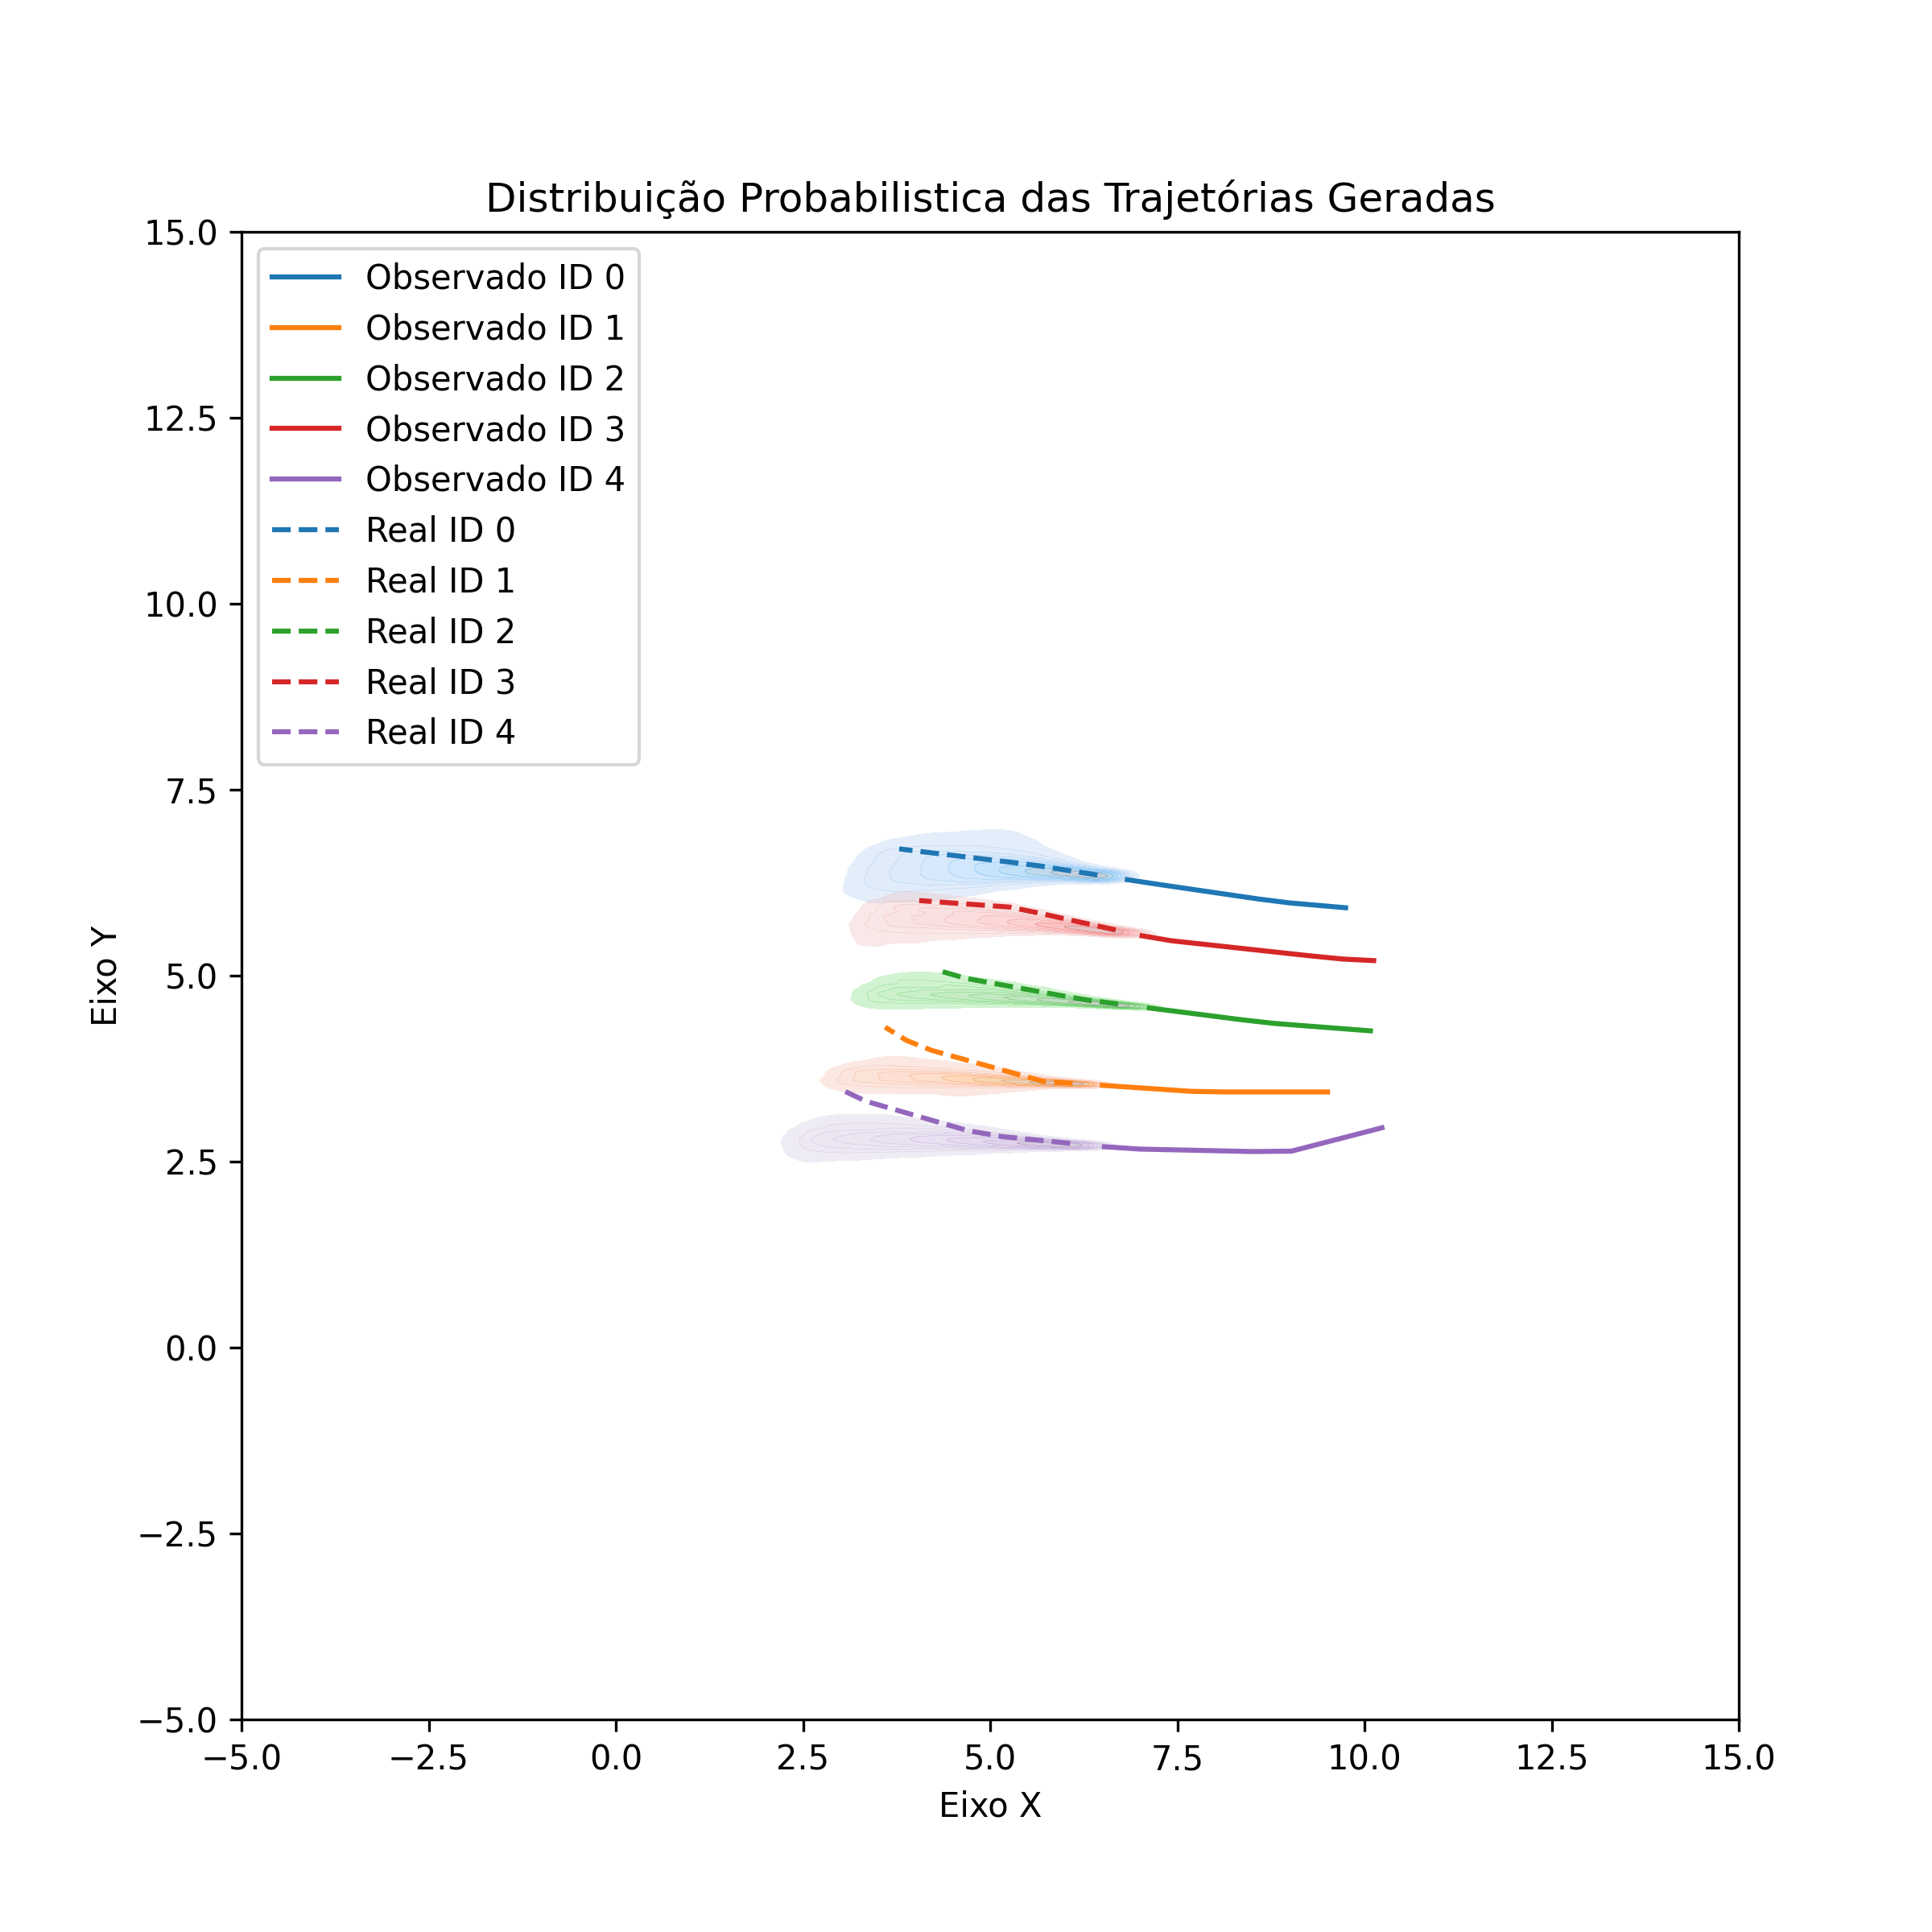 Distribuição Probabilistica das Trajetórias Geradas
15.0
12.5
10.0
7.5
5.0
2.5
0.0
−2.5
−5.0
Eixo Y
Observado ID 0
Observado ID 1
Observado ID 2
Observado ID 3
Observado ID 4
Real ID 0
Real ID 1
Real ID 2
Real ID 3
Real ID 4
−5.0 −2.5 0.0 2.5 5.0 7.5 10.0 12.5 15.0
Eixo X